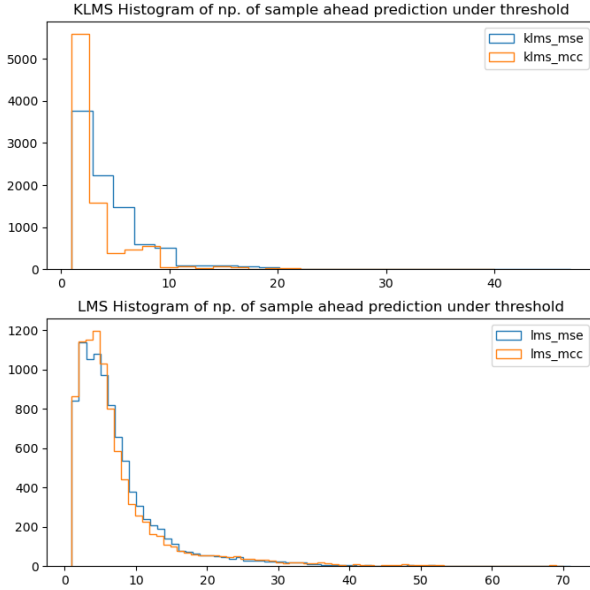 KLMS Histogram of np. of sample ahead prediction under threshold
klms_mse
klms_mcc
5000
4000
3000
2000
1000
0
0 10 20 30 40
LMS Histogram of np. of sample ahead prediction under threshold
lms_mse
lms_mcc
1200
1000
800
600
400
200
0
0 10 20 30 40 50 60 70